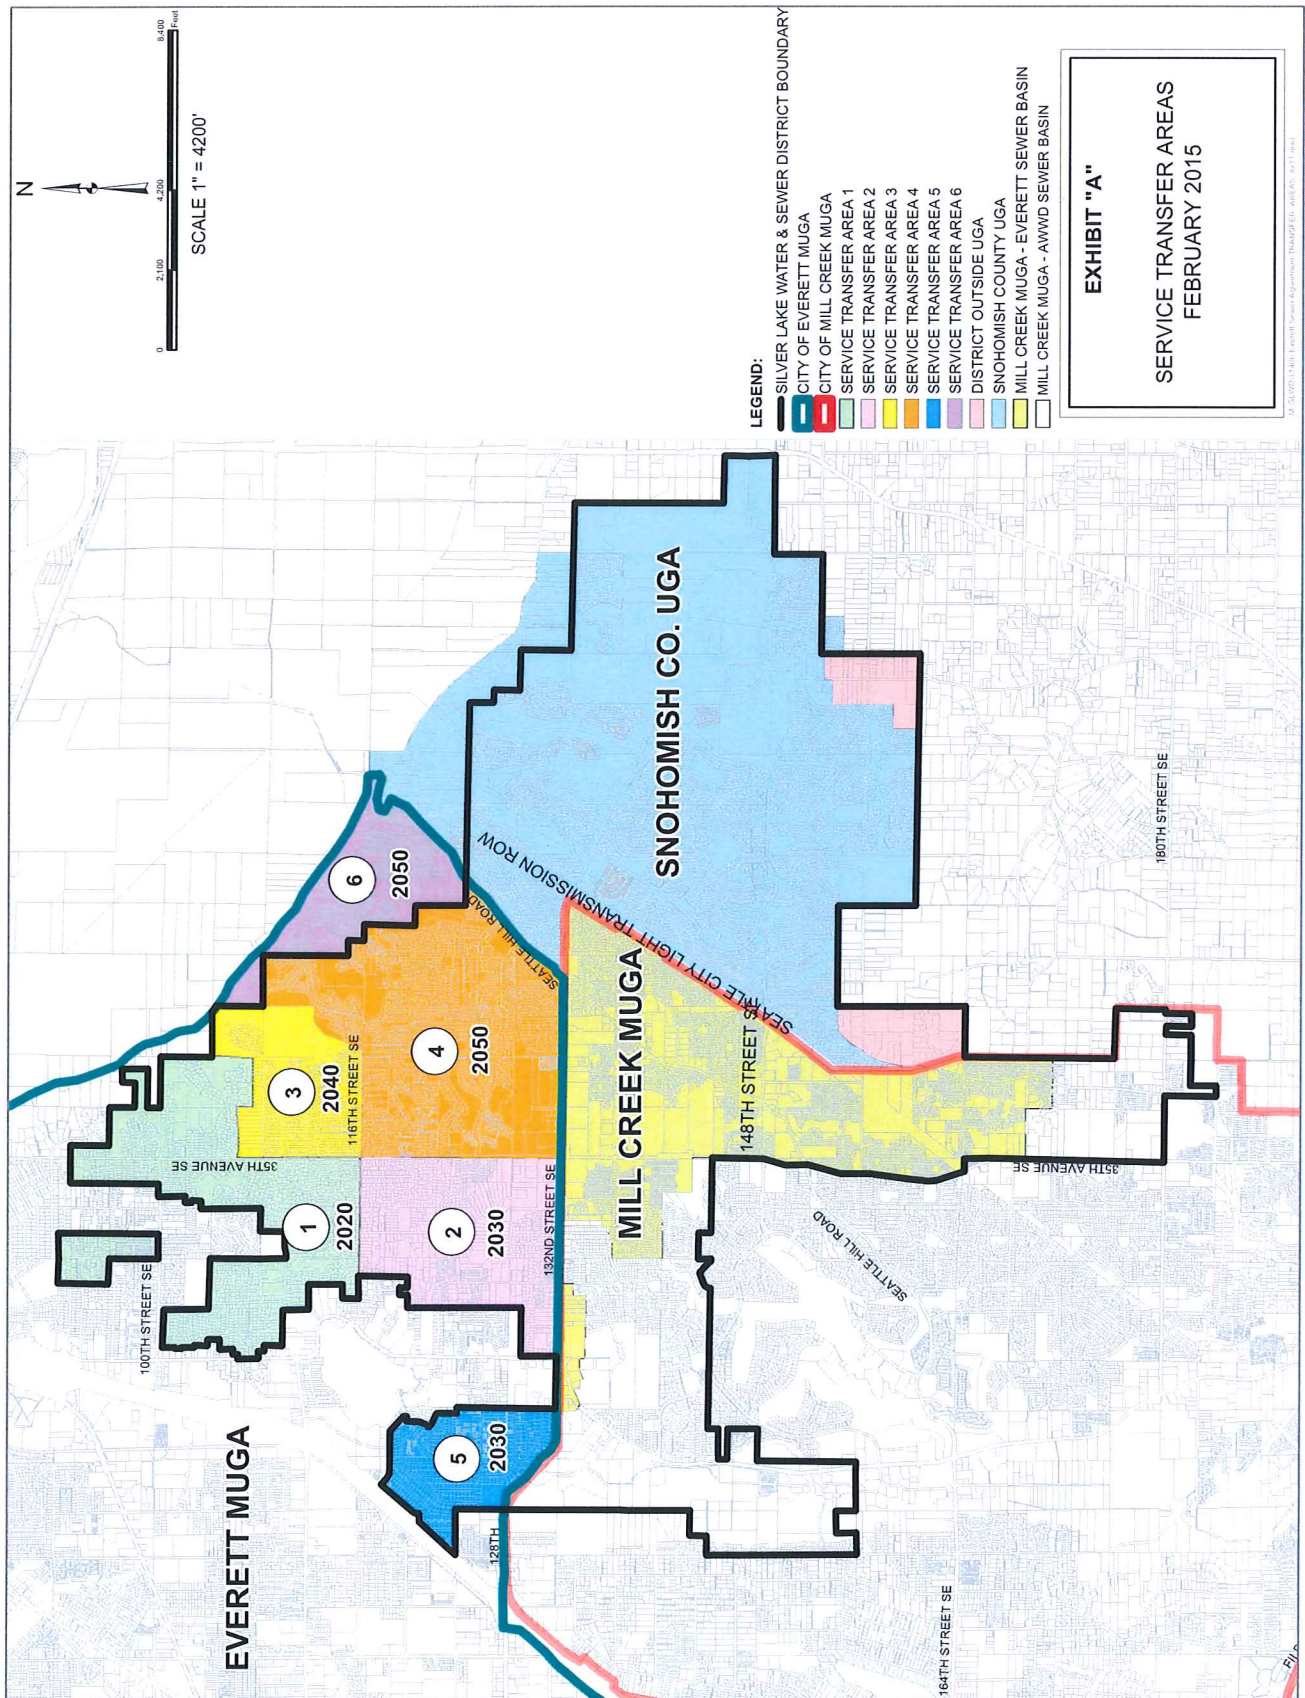 N
0 2,100 4,200 8,400
Feet
SCALE 1" = 4200'
LEGEND:
SILVER LAKE WATER & SEWER DISTRICT BOUNDARY
CITY OF EVERETT MUGA
CITY OF MILL CREEK MUGA
SERVICE TRANSFER AREA 1
SERVICE TRANSFER AREA 2
SERVICE TRANSFER AREA 3
SERVICE TRANSFER AREA 4
SERVICE TRANSFER AREA 5
SERVICE TRANSFER AREA 6
DISTRICT OUTSIDE UGA
SNOHOMISH COUNTY UGA
MILL CREEK MUGA - EVERETT SEWER BASIN
MILL CREEK MUGA - AWWD SEWER BASIN
EXHIBIT "A"
SERVICE TRANSFER AREAS
FEBRUARY 2015
EVERETT MUGA
100TH STREET SE
35TH AVENUE SE
1
2020
3
2040
116TH STREET SE
6
2050
5
2030
2
2030
4
2050
SEATTLE HILL ROAD
SEATTLE HILL ROAD
128TH
132ND STREET SE
SEATTLE CITY LIGHT TRANSMISSION ROW
MILL CREEK MUGA
SNOHOMISH CO. UGA
148TH STREET SE
SEATTLE HILL ROAD
164TH STREET SE
35TH AVENUE SE
180TH STREET SE